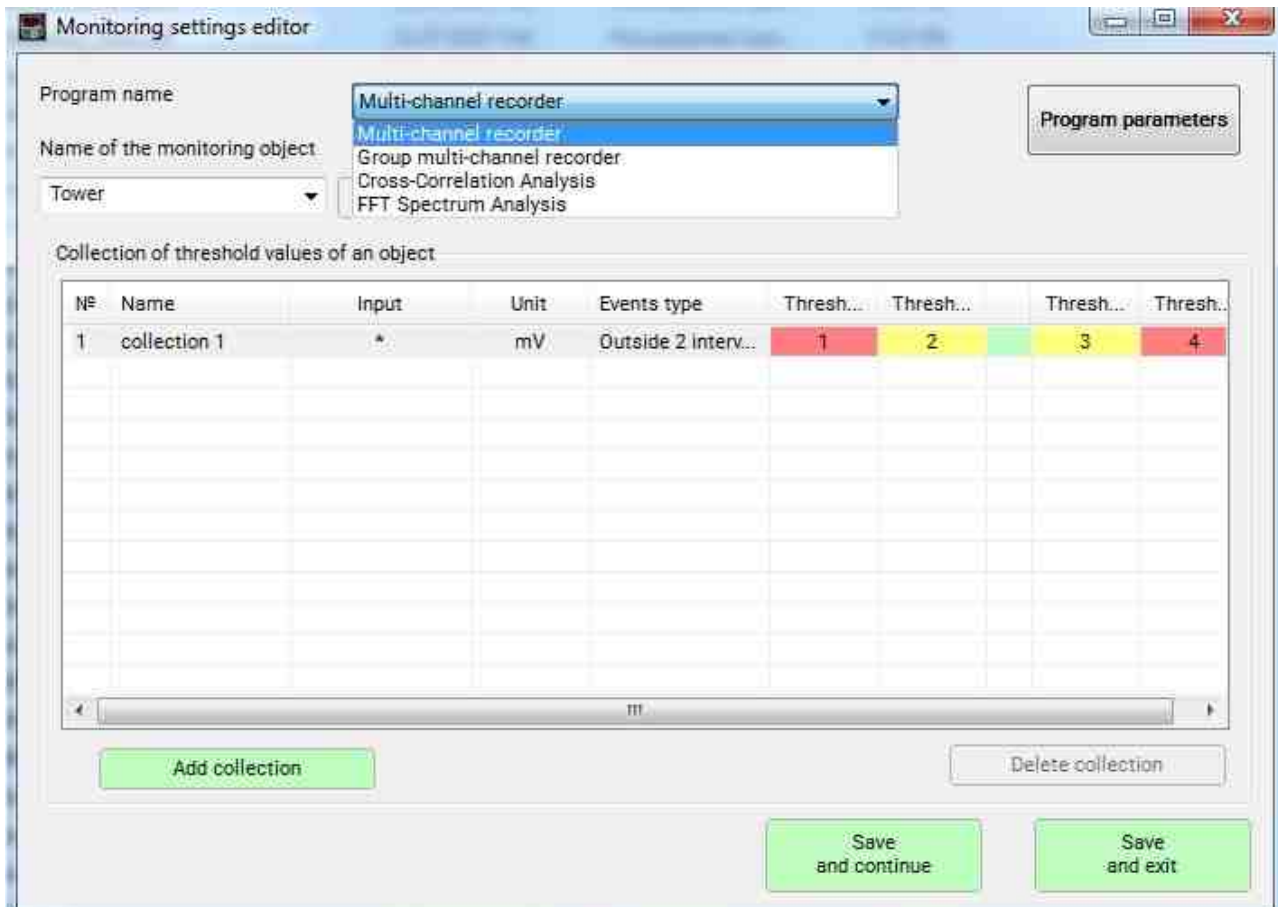 Monitoring settings editor
Program name
Multi-channel recorder
Program parameters
Multi-channel recorder
Name of the monitoring object
Group multi-channel recorder
Cross-Correlation Analysis
Tower
FFT Spectrum Analysis
Collection of threshold values of an object
Nº Name Input Unit Events type Thresh... Thresh... Thresh... Thresh..
1 collection 1 * mV Outside 2 interv... 1 2 3 4
Add collection
Delete collection
Save
and continue
Save
and exit